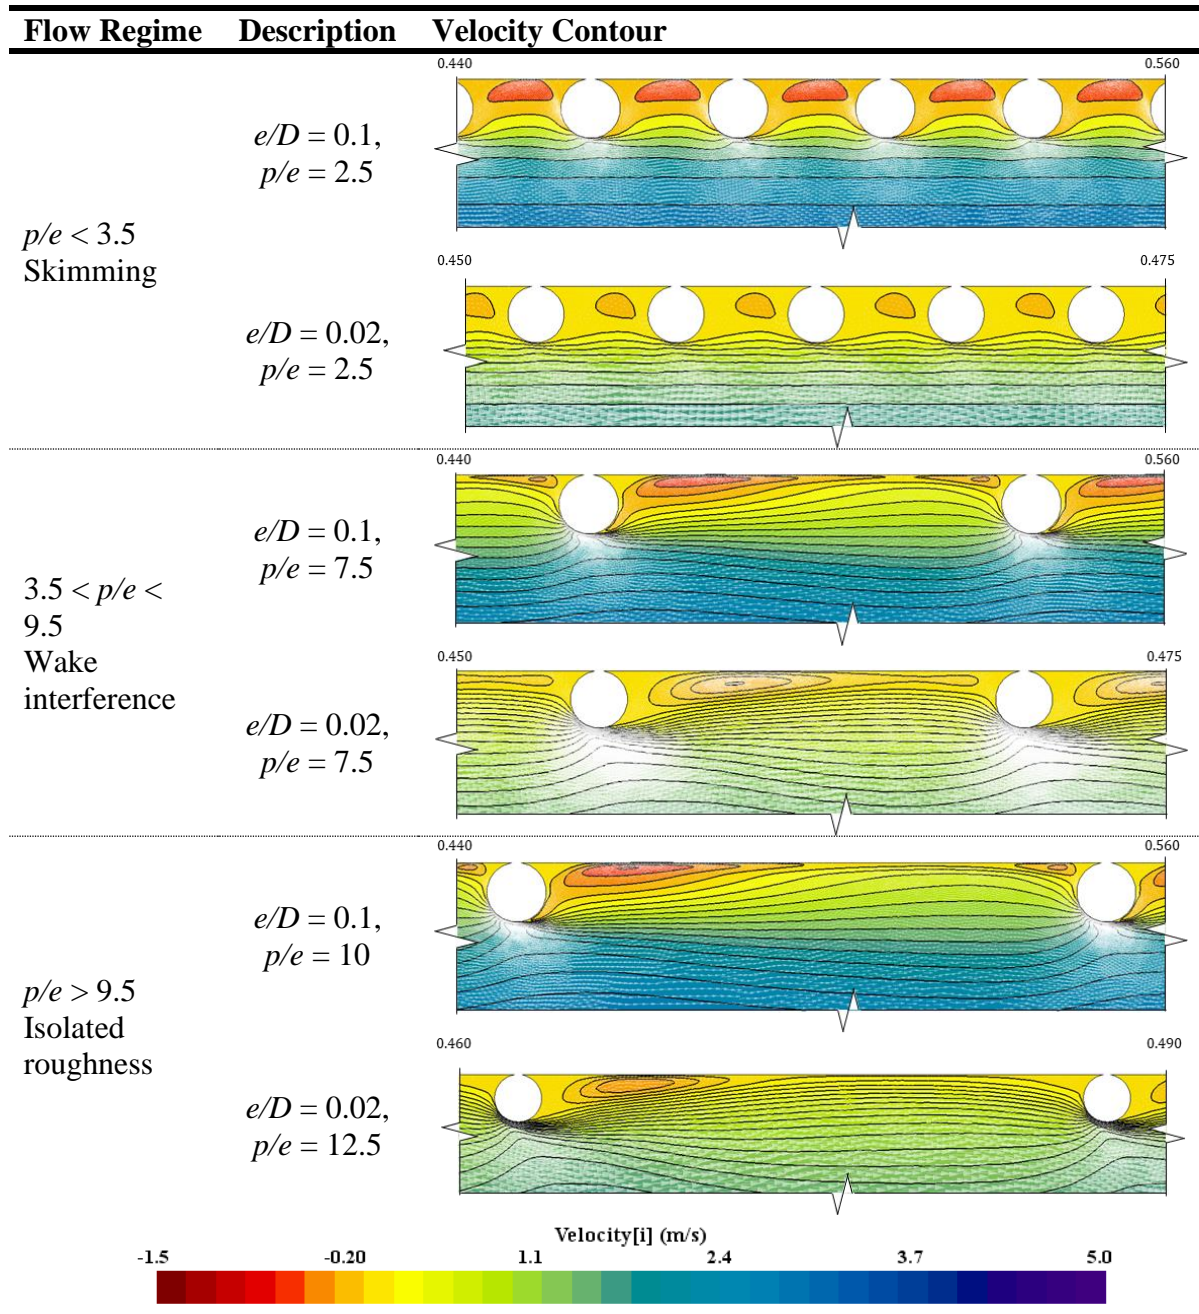 Flow Regime Description Velocity Contour
0.440 0.560
e/D = 0.1,
p/e = 2.5
p/e < 3.5
Skimming
0.450 0.475
e/D = 0.02,
p/e = 2.5
0.440 0.560
e/D = 0.1,
p/e = 7.5
3.5 < p/e <
9.5
Wake
interference
0.450 0.475
e/D = 0.02,
p/e = 7.5
0.440 0.560
e/D = 0.1,
p/e = 10
p/e > 9.5
Isolated
roughness
0.460 0.490
e/D = 0.02,
p/e = 12.5
Velocity[i] (m/s)
-1.5 -0.20 1.1 2.4 3.7 5.0